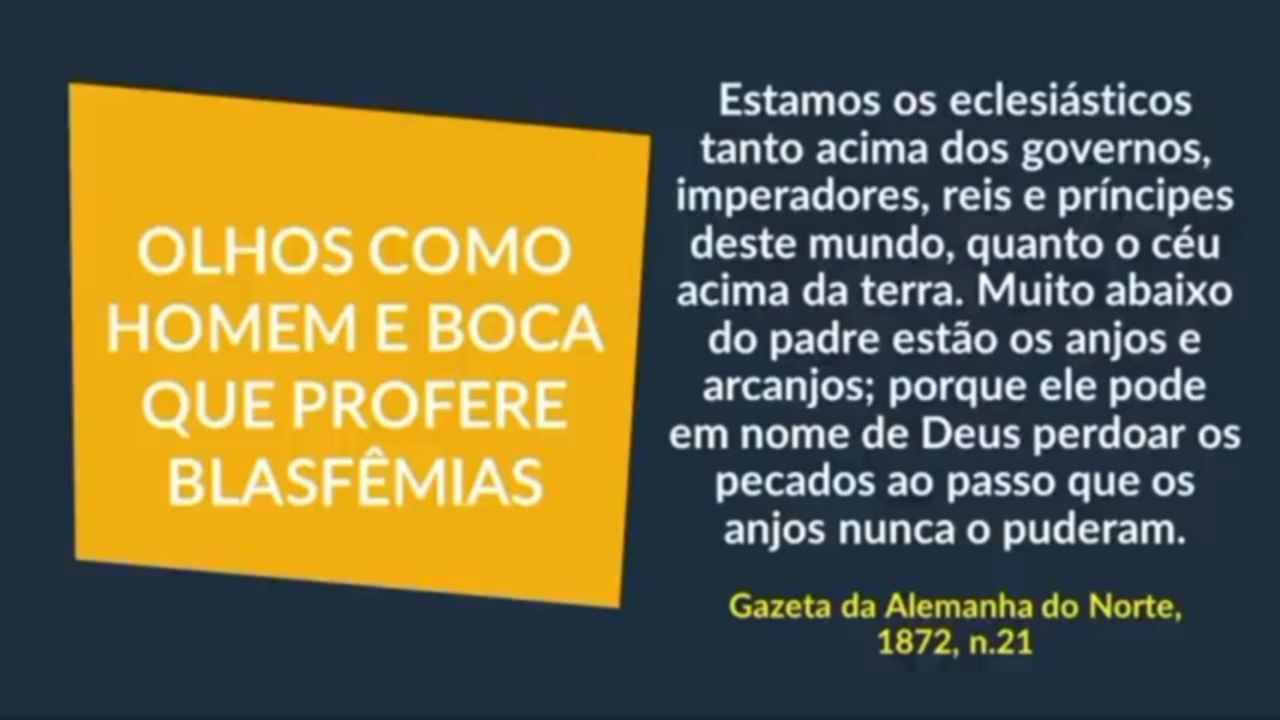 OLHOS COMO
HOMEM E BOCA
QUE PROFERE
BLASFÊMIAS
Estamos os eclesiásticos
tanto acima dos governos,
imperadores, reis e príncipes
deste mundo, quanto o céu
acima da terra. Muito abaixo
do padre estão os anjos e
arcanjos; porque ele pode
em nome de Deus perdoar os
pecados ao passo que os
anjos nunca o puderam.
Gazeta da Alemanha do Norte,
1872, n.21